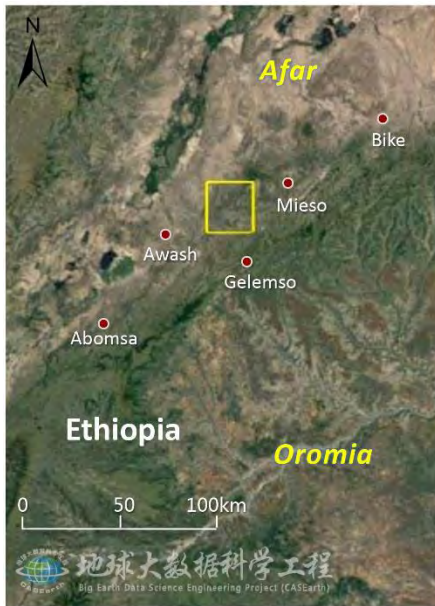 N
Afar
Bike
Mieso
Awash
Gelemso
Abomsa
Ethiopia
Oromia
0 50 100km
地球大数据科学工程
Big Earth Data Science Engineering Project (CASEarth)
CASEarth